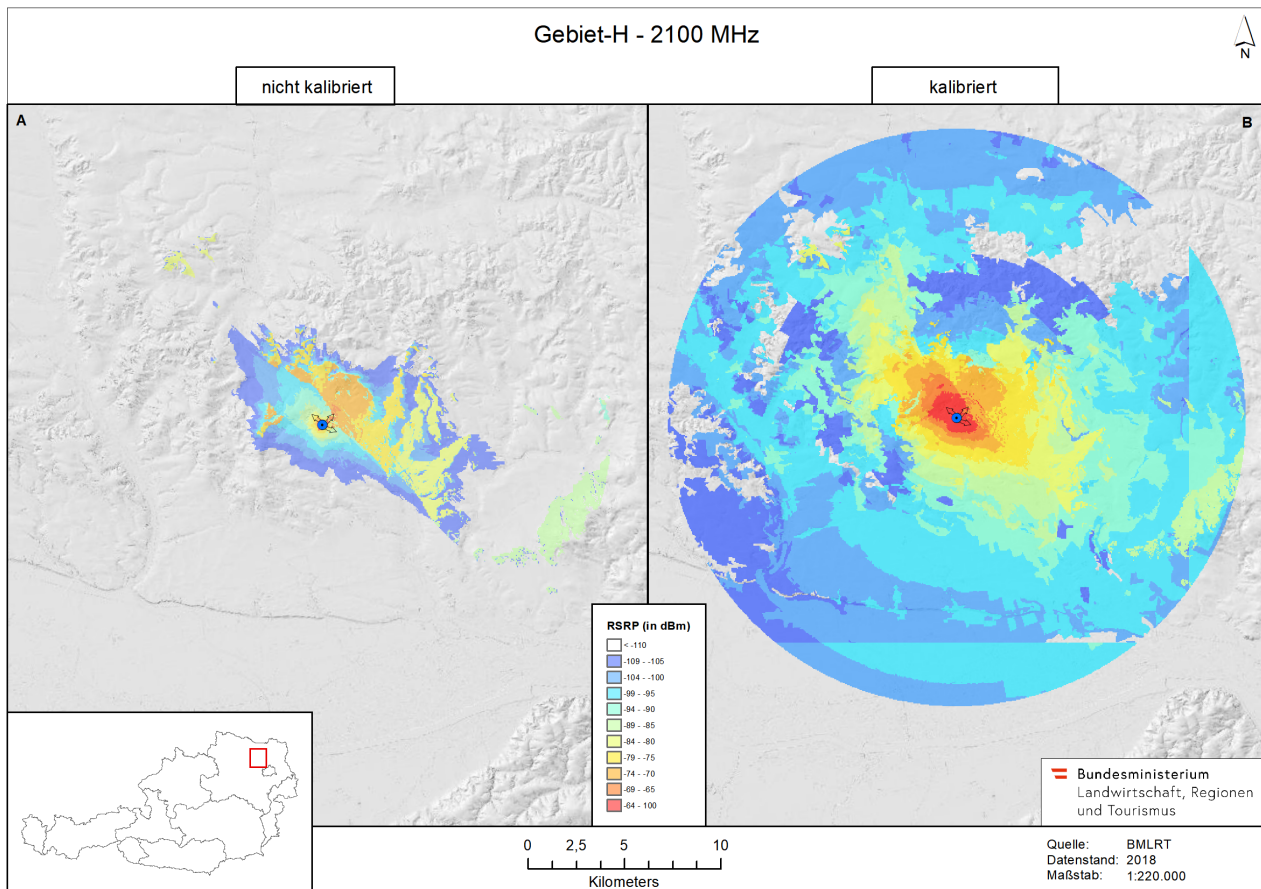 Gebiet-H - 2100 MHz
N
nicht kalibriert
kalibriert
A
B
RSRP (in dBm)
< -110
-109 - -105
-104 - -100
-99 - -95
-94 - -90
-89 - -85
-84 - -80
-79 - -75
-74 - -70
-69 - -65
-64 - 100
Bundesministerium
Landwirtschaft, Regionen
und Tourismus
0 2,5 5 10
Kilometers
Quelle: BMLRT
Datenstand: 2018
Maßstab: 1:220.000